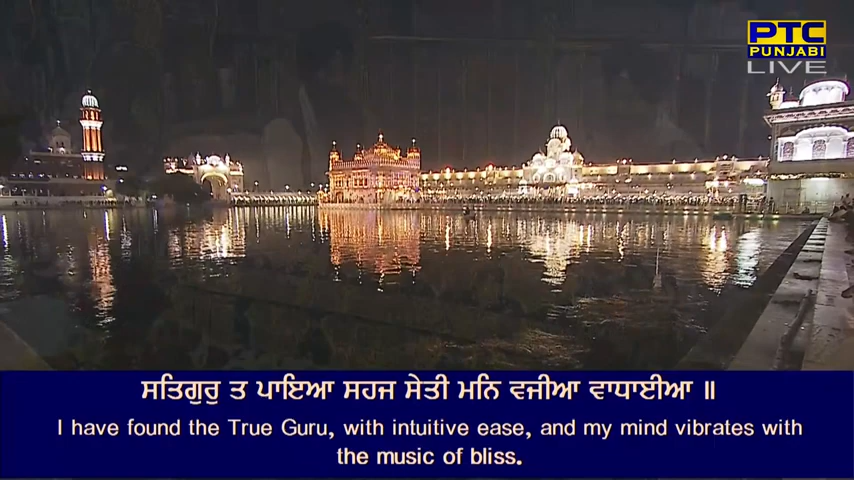 PTC
PUNJABI
LIVE
ਸਤਿਗੁਰੁ ਤ ਪਾਇਆ ਸਹਜ ਸੇਤੀ ਮਨਿ ਵਜੀਆ ਵਾਧਾਈਆ ॥
I have found the True Guru, with intuitive ease, and my mind vibrates with
the music of bliss.